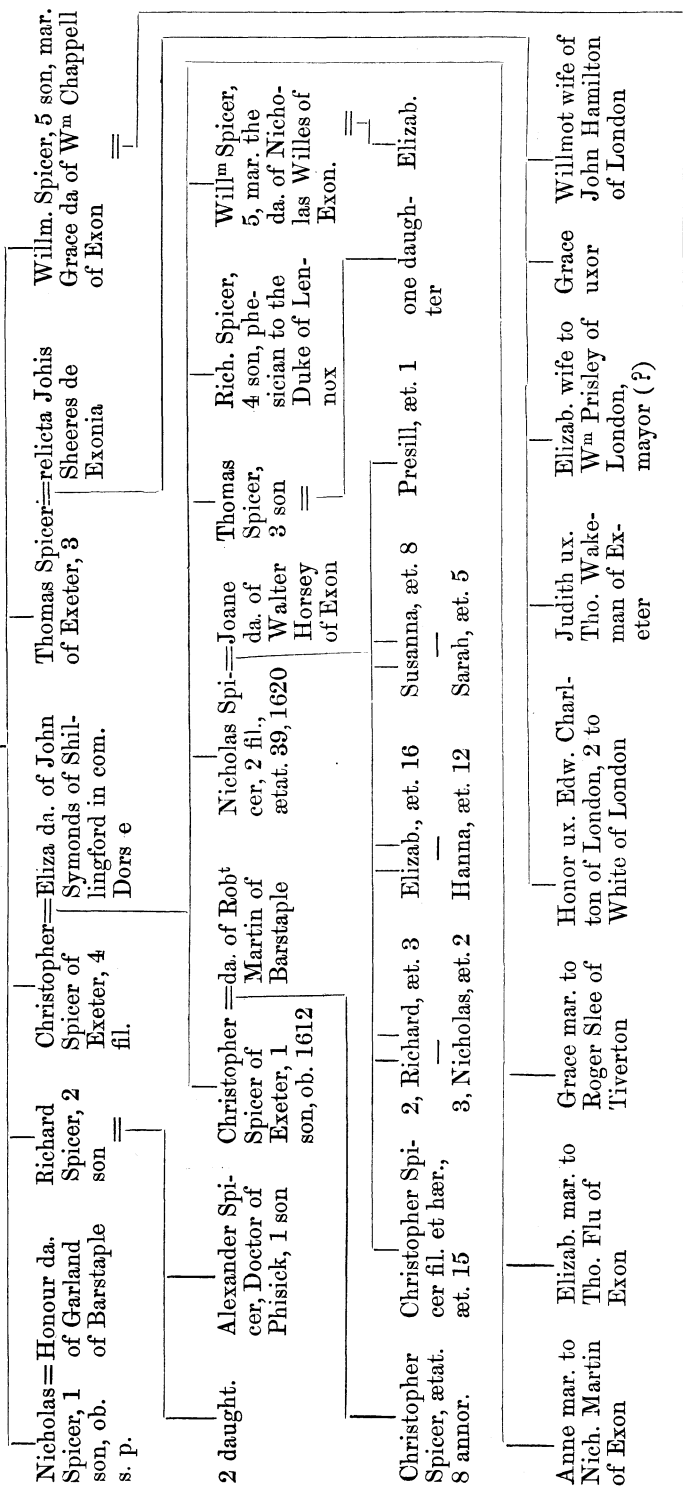 Nicholas=Honour da.
Spicer, 1 of Garland
son, ob. of Barstaple
s. p.
Richard
Spicer, 2
son
=
Christopher=Eliza da. of John
Spicer of Symonds of Shil-
Exeter, 4 lingford in com.
fil. Dors e
Thomas Spicer=relicta Johis
of Exeter, 3 Sheeres de
Exonia
Willm. Spicer, 5 son, mar.
Grace da of Wᵐ Chappell
of Exon
=
2 daught.
Alexander Spi-
cer, Doctor of
Phisick, 1 son
Christopher =da. of Robᵗ
Spicer of Martin of
Exeter, 1 Barstaple
son, ob. 1612
Nicholas Spi-=Joane
cer, 2 fil., da. of
ætat. 39, 1620 Walter
Horsey
of Exon
Thomas
Spicer,
3 son
=
Rich. Spicer,
4 son, phe-
sician to the
Duke of Len-
nox
Willᵐ Spicer,
5, mar. the
da. of Nicho-
las Willes of
Exon.
=
Christopher
Spicer, ætat.
8 annor.
Christopher Spi-
cer fil. et hær.,
æt. 15
2, Richard, æt. 3
3, Nicholas, æt. 2
Elizab., æt. 16
Hanna, æt. 12
Susanna, æt. 8
Sarah, æt. 5
Presill, æt. 1
one daugh-
ter
Elizab.
Anne mar. to
Nich. Martin
of Exon
Elizab. mar. to
Tho. Flu of
Exon
Grace mar. to
Roger Slee of
Tiverton
Honor ux. Edw. Charl-
ton of London, 2 to
White of London
Judith ux.
Tho. Wake-
man of Ex-
eter
Elizab. wife to
Wᵐ Prisley of
London,
mayor (?)
Grace
uxor
Willmot wife of
John Hamilton
of London